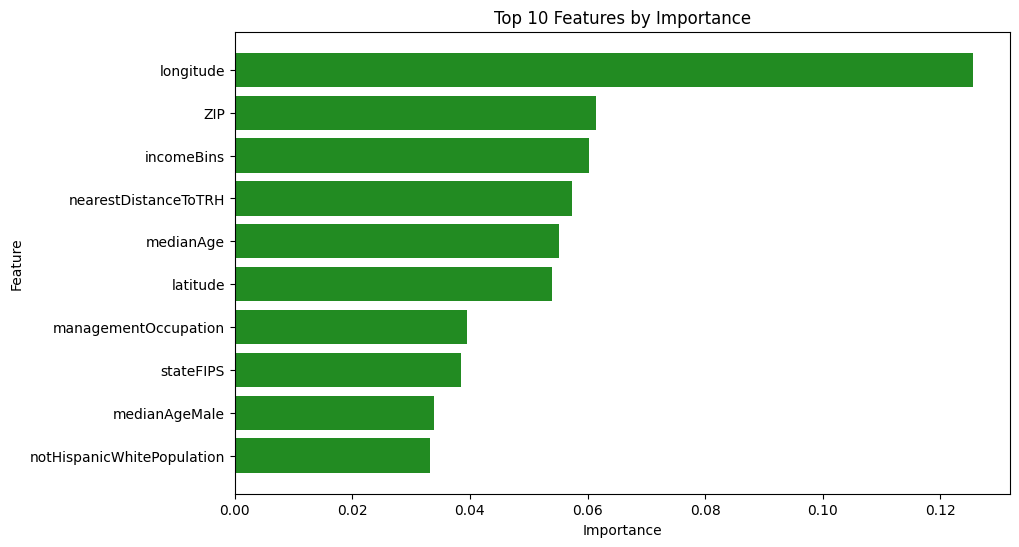 Top 10 Features by Importance
Feature
longitude
ZIP
incomeBins
nearestDistanceToTRH
medianAge
latitude
managementOccupation
stateFIPS
medianAgeMale
notHispanicWhitePopulation
0.00 0.02 0.04 0.06 0.08 0.10 0.12
Importance